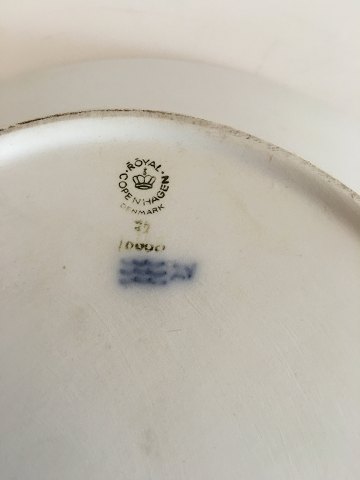 ROYAL
COPENHAGEN
DENMARK
10000